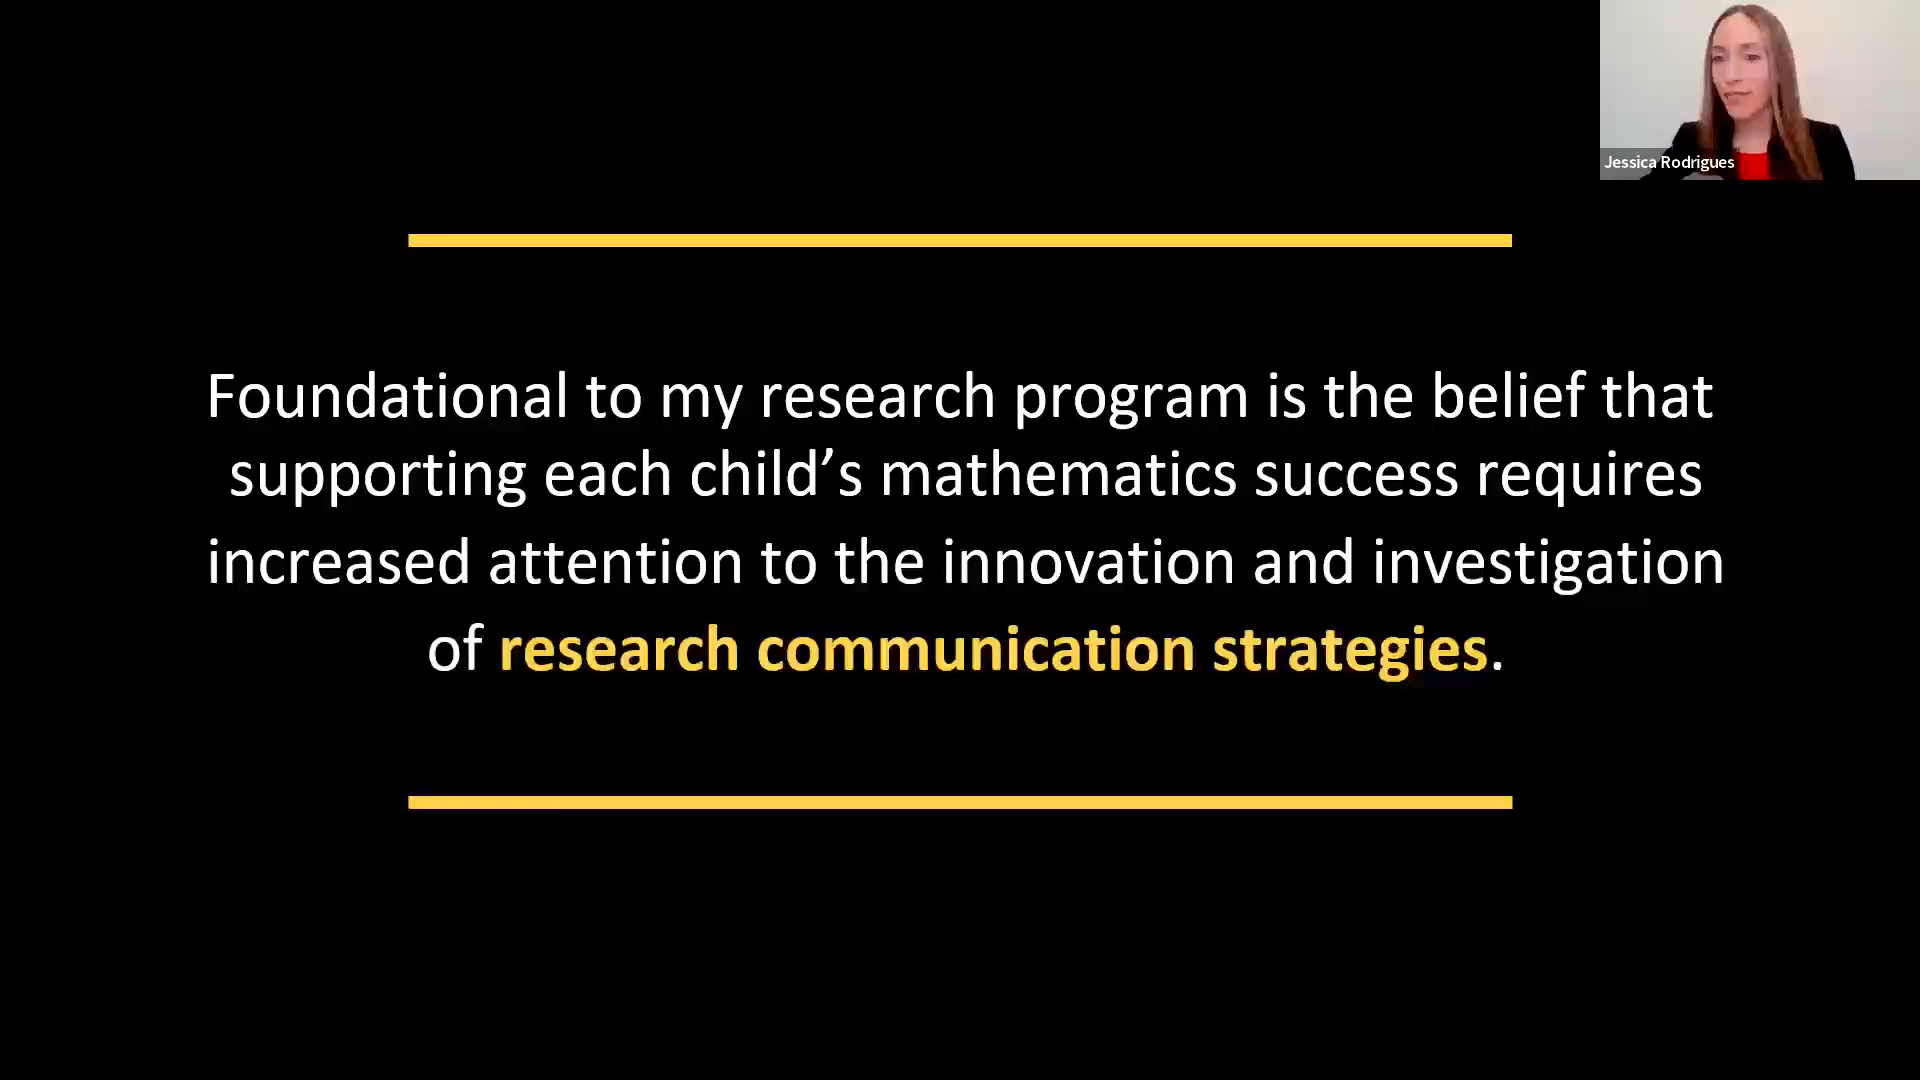 Jessica Rodrigues
Foundational to my research program is the belief that
supporting each child’s mathematics success requires
increased attention to the innovation and investigation
of research communication strategies.